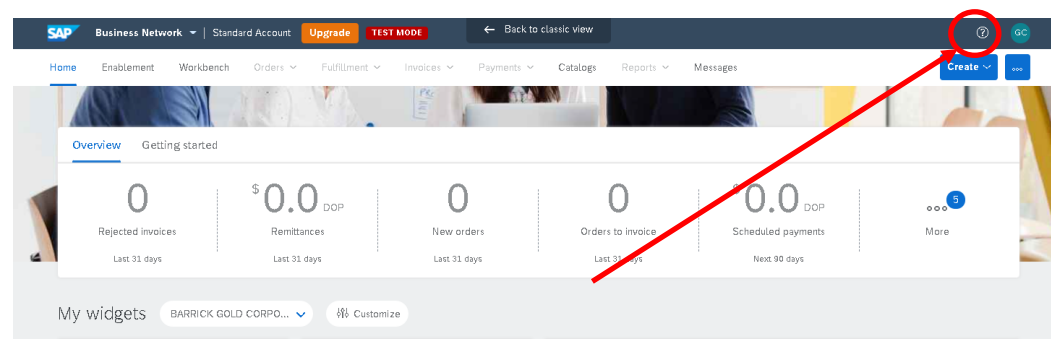 SAP Business Network | Standard Account Upgrade TEST MODE ← Back to classic view ? GC
Home Enablement Workbench Orders Fulfillment Invoices Payments Catalogs Reports Messages Create
Overview Getting started
0 $ 0.0 DOP 0 0 $ 0.0 DOP 5
Rejected invoices Remittances New orders Orders to invoice Scheduled payments More
Last 31 days Last 31 days Last 31 days Last 31 days Next 90 days
My widgets BARRICK GOLD CORPO... Customize